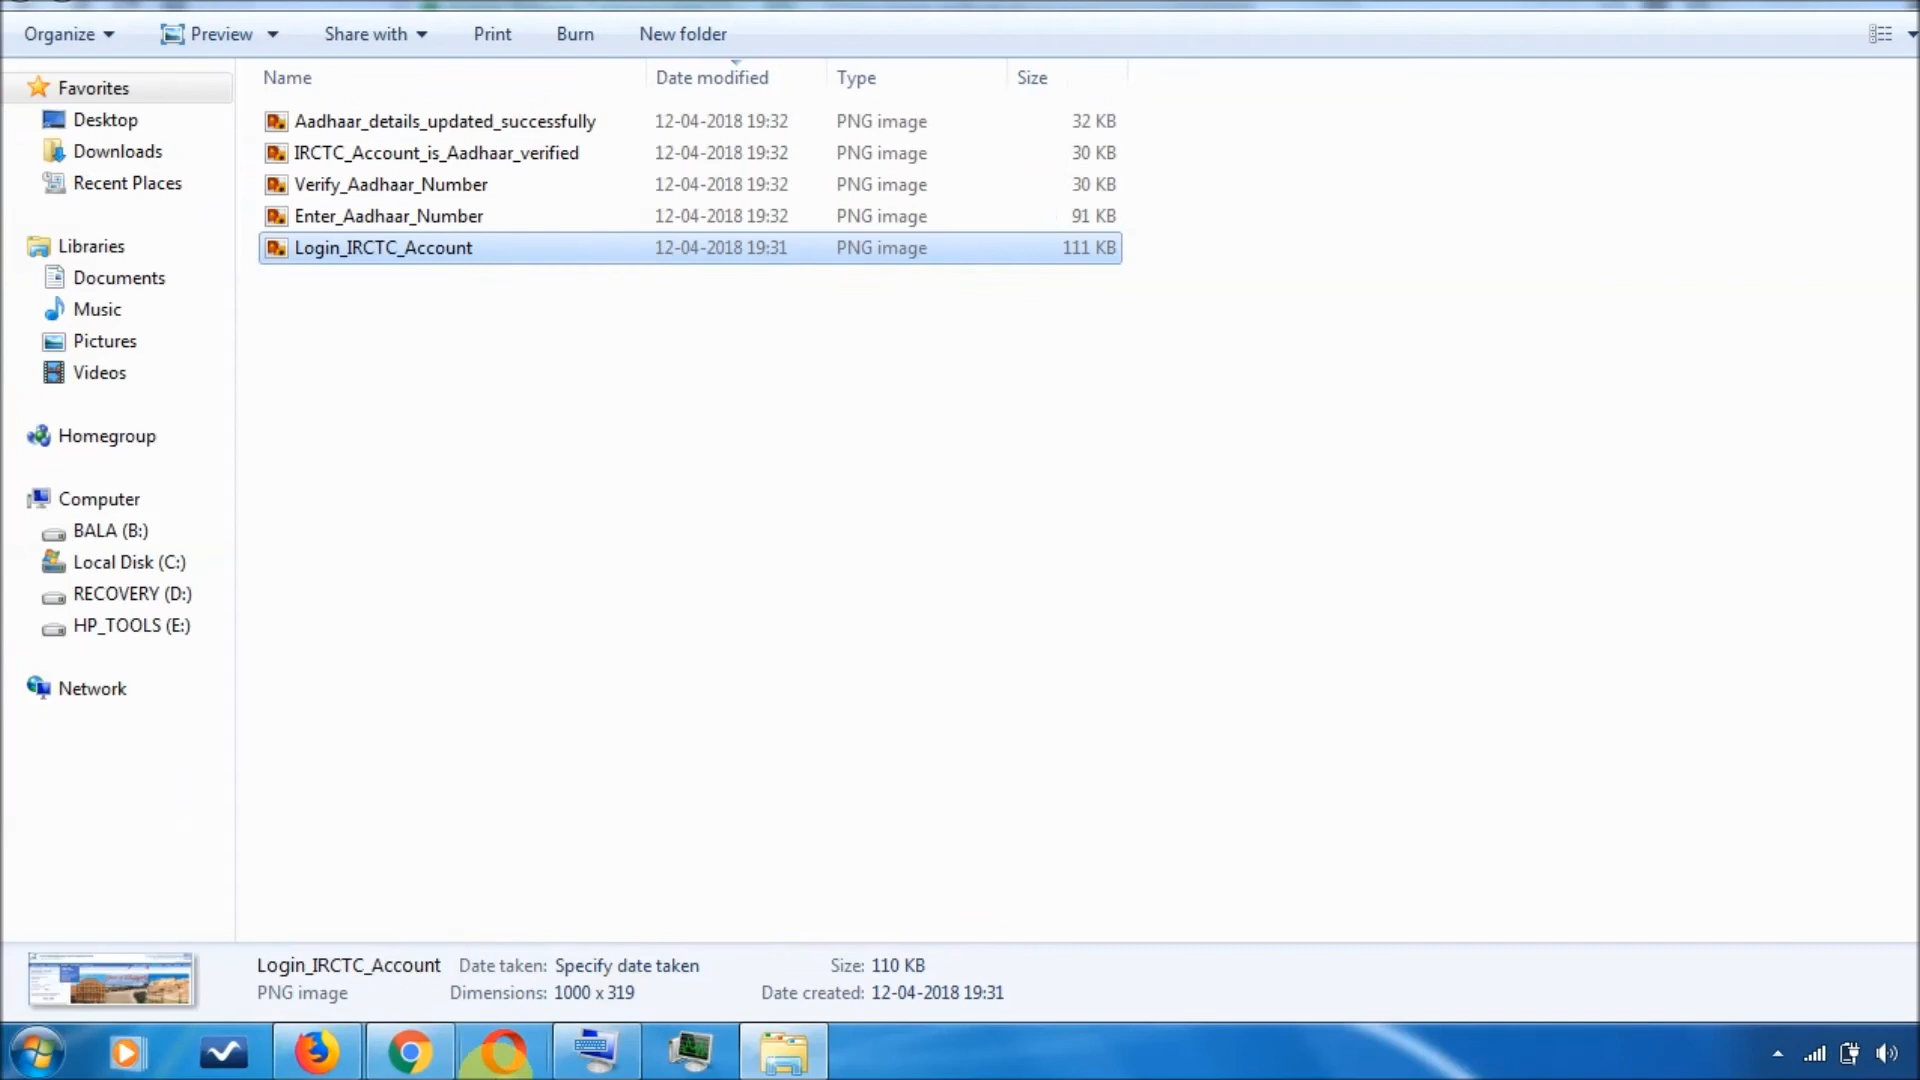 Organize Preview Share with Print Burn New folder
Name Date modified Type Size
Favorites
Desktop
Downloads
Recent Places
Libraries
Documents
Music
Pictures
Videos
Homegroup
Computer
BALA (B:)
Local Disk (C:)
RECOVERY (D:)
HP_TOOLS (E:)
Network
Aadhaar_details_updated_successfully 12-04-2018 19:32 PNG image 32 KB
IRCTC_Account_is_Aadhaar_verified 12-04-2018 19:32 PNG image 30 KB
Verify_Aadhaar_Number 12-04-2018 19:32 PNG image 30 KB
Enter_Aadhaar_Number 12-04-2018 19:32 PNG image 91 KB
Login_IRCTC_Account 12-04-2018 19:31 PNG image 111 KB
Login_IRCTC_Account Date taken: Specify date taken Size: 110 KB
PNG image Dimensions: 1000 x 319 Date created: 12-04-2018 19:31